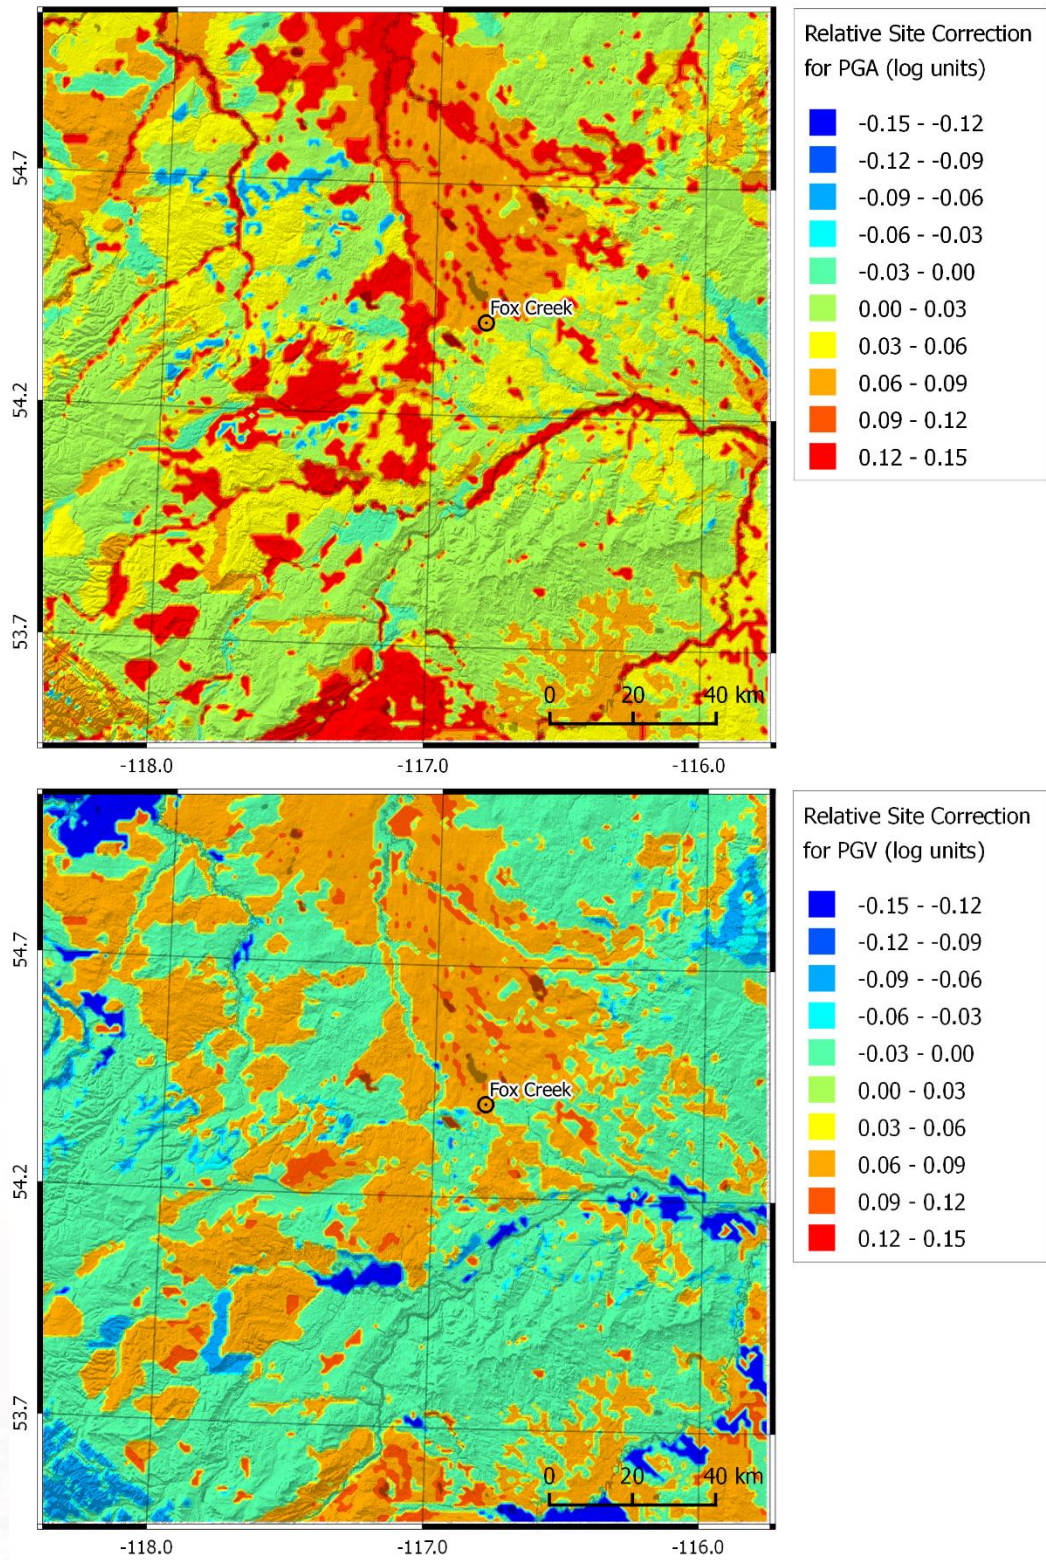 Relative Site Correction
for PGA (log units)
-0.15 - -0.12
-0.12 - -0.09
-0.09 - -0.06
-0.06 - -0.03
-0.03 - 0.00
0.00 - 0.03
0.03 - 0.06
0.06 - 0.09
0.09 - 0.12
0.12 - 0.15
54.7
54.2
53.7
Fox Creek
0 20 40 km
-118.0 -117.0 -116.0
Relative Site Correction
for PGV (log units)
-0.15 - -0.12
-0.12 - -0.09
-0.09 - -0.06
-0.06 - -0.03
-0.03 - 0.00
0.00 - 0.03
0.03 - 0.06
0.06 - 0.09
0.09 - 0.12
0.12 - 0.15
54.7
54.2
53.7
Fox Creek
0 20 40 km
-118.0 -117.0 -116.0